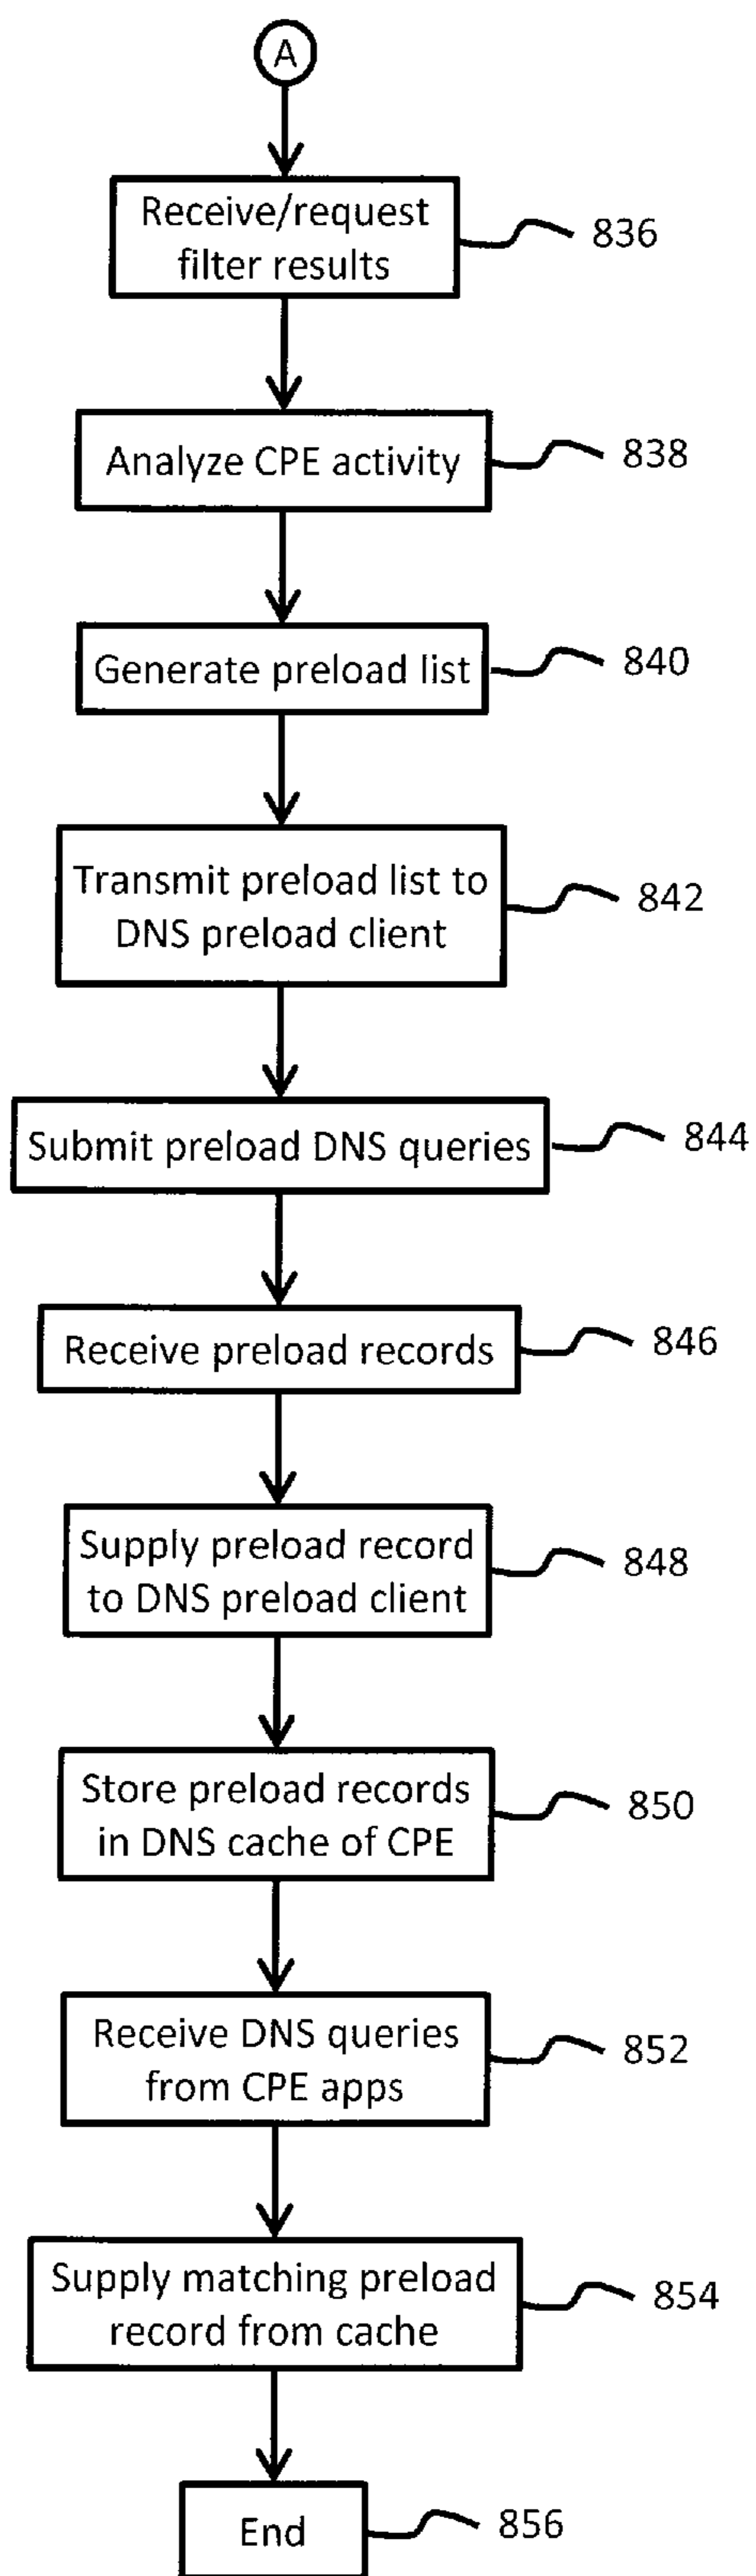 A
Receive/request
filter results
836
Analyze CPE activity
838
Generate preload list
840
Transmit preload list to
DNS preload client
842
Submit preload DNS queries
844
Receive preload records
846
Supply preload record
to DNS preload client
848
Store preload records
in DNS cache of CPE
850
Receive DNS queries
from CPE apps
852
Supply matching preload
record from cache
854
End
856